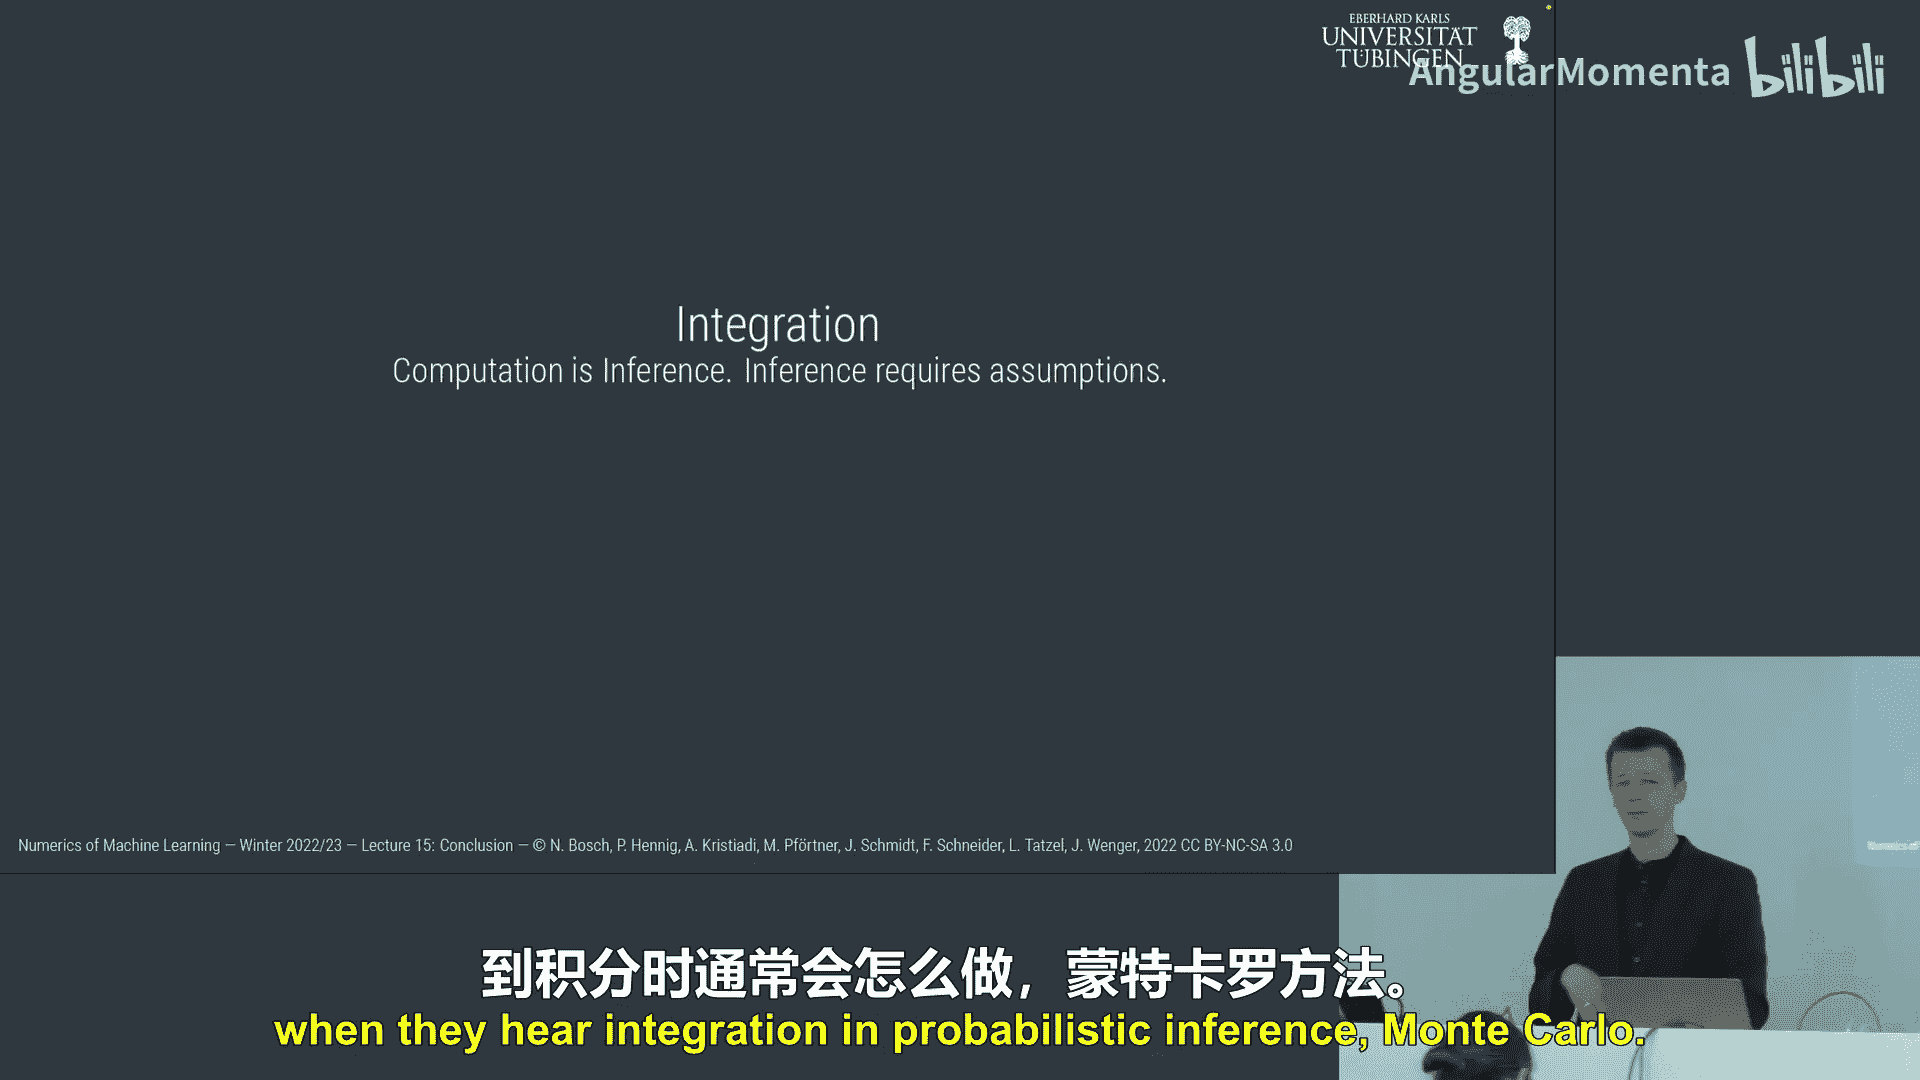 EBERHARD KARLS
UNIVERSITÄT
TÜBINGEN
AngularMomenta bilibili
Integration
Computation is Inference. Inference requires assumptions.
Numerics of Machine Learning — Winter 2022/23 — Lecture 15: Conclusion — © N. Bosch, P. Hennig, A. Kristiadi, M. Pförtner, J. Schmidt, F. Schneider, L. Tatzel, J. Wenger, 2022 CC BY-NC-SA 3.0
到积分时通常会怎么做，蒙特卡罗方法。
when they hear integration in probabilistic inference, Monte Carlo.